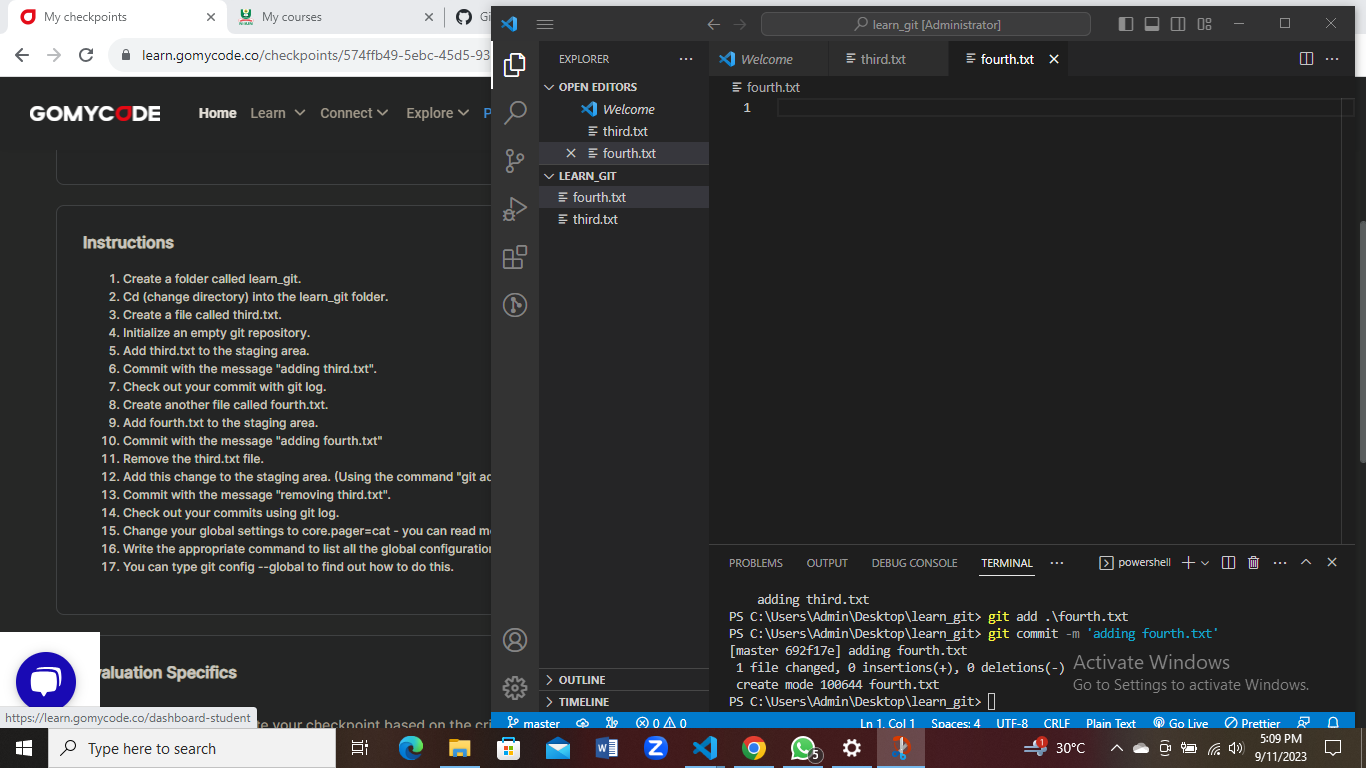 My checkpoints
My courses
Gi
learn_git [Administrator]
learn.gomycode.co/checkpoints/574ffb49-5ebc-45d5-93
GOMYCODE
Home
Learn
Connect
Explore
P
Instructions
1. Create a folder called learn_git.
2. Cd (change directory) into the learn_git folder.
3. Create a file called third.txt.
4. Initialize an empty git repository.
5. Add third.txt to the staging area.
6. Commit with the message "adding third.txt".
7. Check out your commit with git log.
8. Create another file called fourth.txt.
9. Add fourth.txt to the staging area.
10. Commit with the message "adding fourth.txt"
11. Remove the third.txt file.
12. Add this change to the staging area. (Using the command "git ad
13. Commit with the message "removing third.txt".
14. Check out your commits using git log.
15. Change your global settings to core.pager=cat - you can read mo
16. Write the appropriate command to list all the global configuration
17. You can type git config --global to find out how to do this.
valuation Specifics
te your checkpoint based on the cri
https://learn.gomycode.co/dashboard-student
EXPLORER
OPEN EDITORS
Welcome
third.txt
fourth.txt
LEARN_GIT
fourth.txt
third.txt
OUTLINE
TIMELINE
Welcome
third.txt
fourth.txt
fourth.txt
1
PROBLEMS
OUTPUT
DEBUG CONSOLE
TERMINAL
powershell
adding third.txt
PS C:\Users\Admin\Desktop\learn_git> git add .\fourth.txt
PS C:\Users\Admin\Desktop\learn_git> git commit -m 'adding fourth.txt'
[master 692f17e] adding fourth.txt
1 file changed, 0 insertions(+), 0 deletions(-)
create mode 100644 fourth.txt
PS C:\Users\Admin\Desktop\learn_git>
Activate Windows
Go to Settings to activate Windows.
master
0
0
Ln 1, Col 1
Spaces: 4
UTF-8
CRLF
Plain Text
Go Live
Prettier
Type here to search
5
1
30°C
5:09 PM
9/11/2023